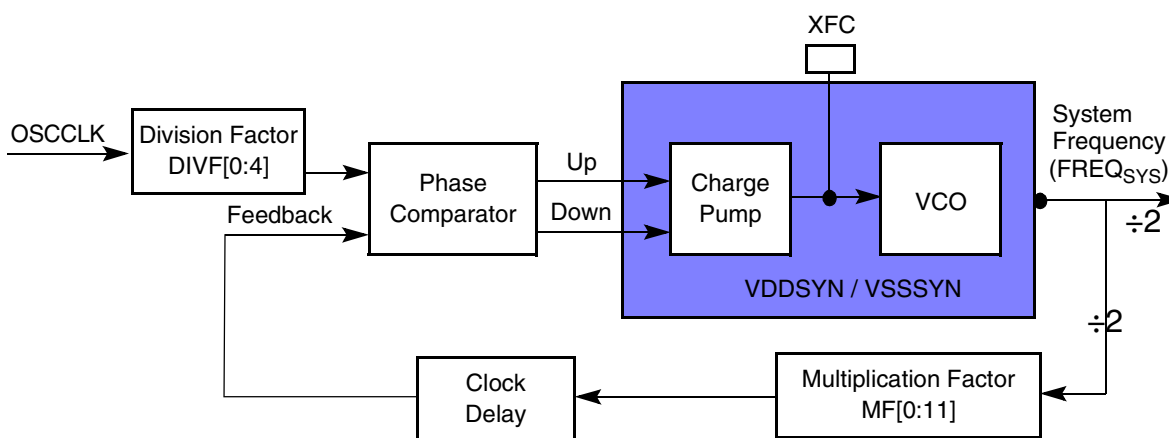 XFC
OSCCLK
Division Factor
DIVF[0:4]
Feedback
Phase
Comparator
Up
Down
Charge
Pump
VCO
VDDSYN / VSSSYN
System
Frequency
(FREQSYS)
÷2
÷2
Clock
Delay
Multiplication Factor
MF[0:11]